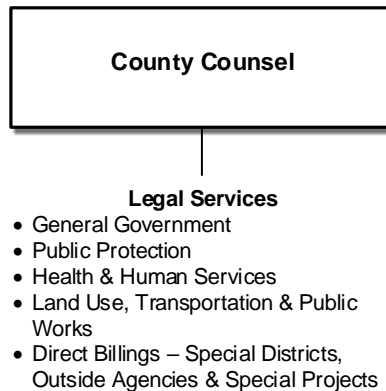 County Counsel
Legal Services
• General Government
• Public Protection
• Health & Human Services
• Land Use, Transportation & Public
Works
• Direct Billings – Special Districts,
Outside Agencies & Special Projects